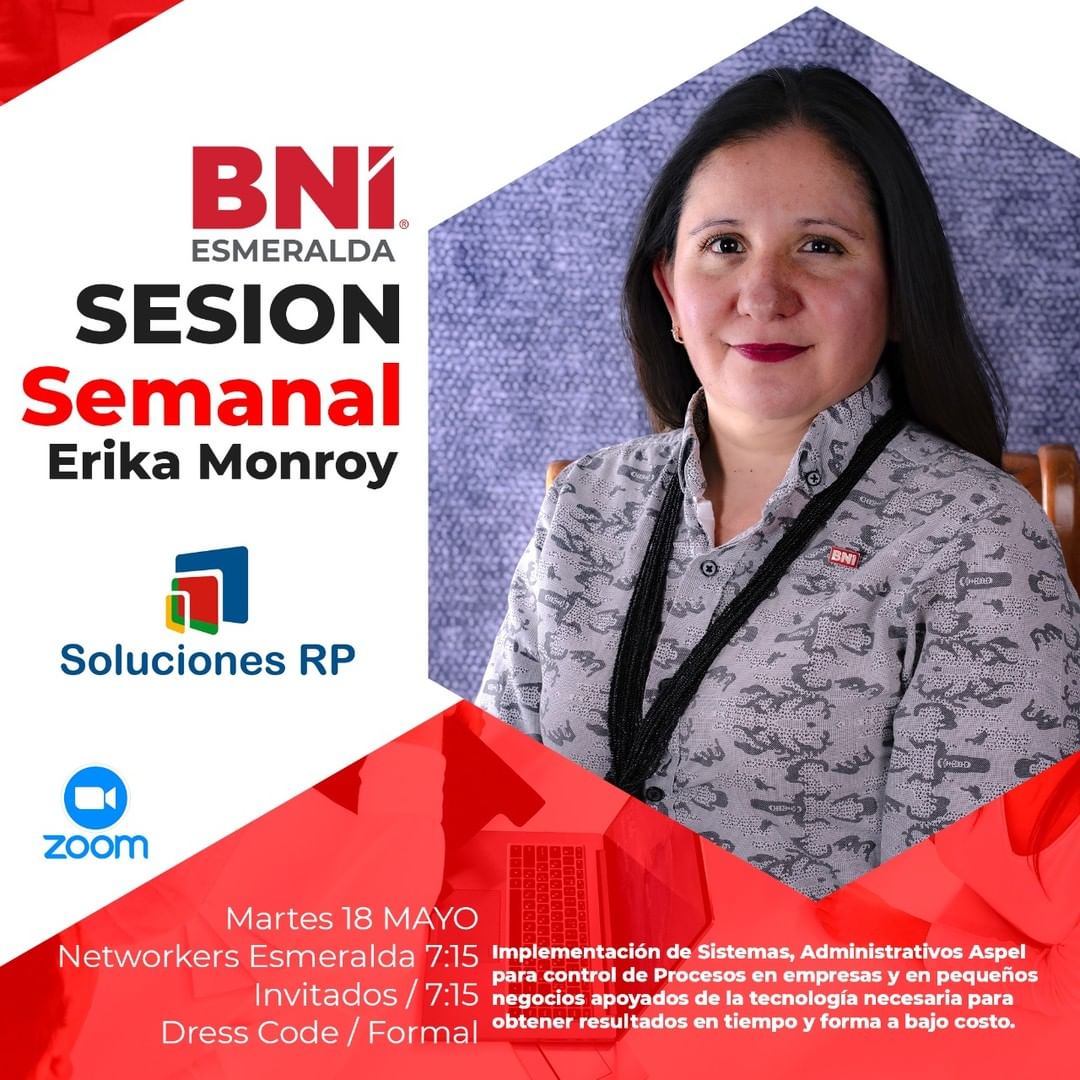 BNI®
ESMERALDA
SESION
Semanal
Erika Monroy
Soluciones RP
zoom
BNI
Martes 18 MAYO
Networkers Esmeralda 7:15
Invitados / 7:15
Dress Code / Formal
Implementación de Sistemas, Administrativos Aspel
para control de Procesos en empresas y en pequeños
negocios apoyados de la tecnología necesaria para
obtener resultados en tiempo y forma a bajo costo.